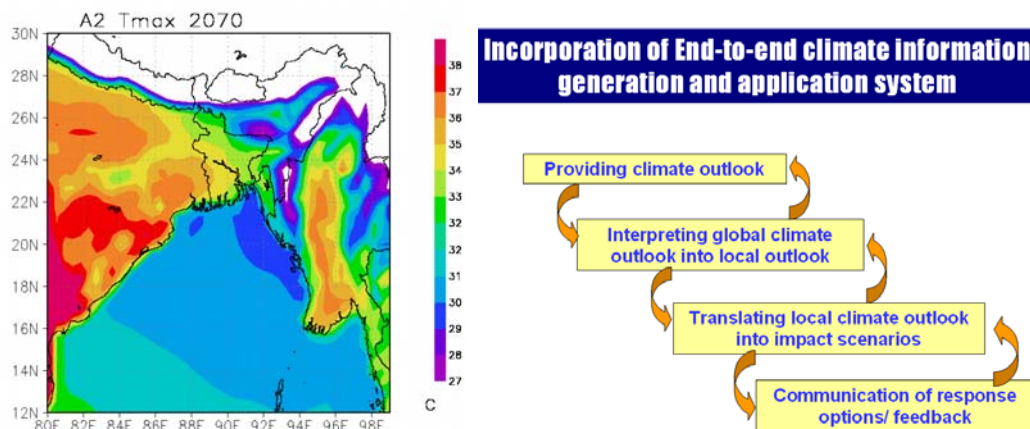 A2 Tmax 2070
30N
28N
26N
24N
22N
20N
18N
16N
14N
12N
80E 82E 84E 86E 88E 90E 92E 94E 96E 98E
38
37
36
35
34
33
32
31
30
29
28
27
C
Incorporation of End-to-end climate information
generation and application system
Providing climate outlook
Interpreting global climate
outlook into local outlook
Translating local climate outlook
into impact scenarios
Communication of response
options/ feedback